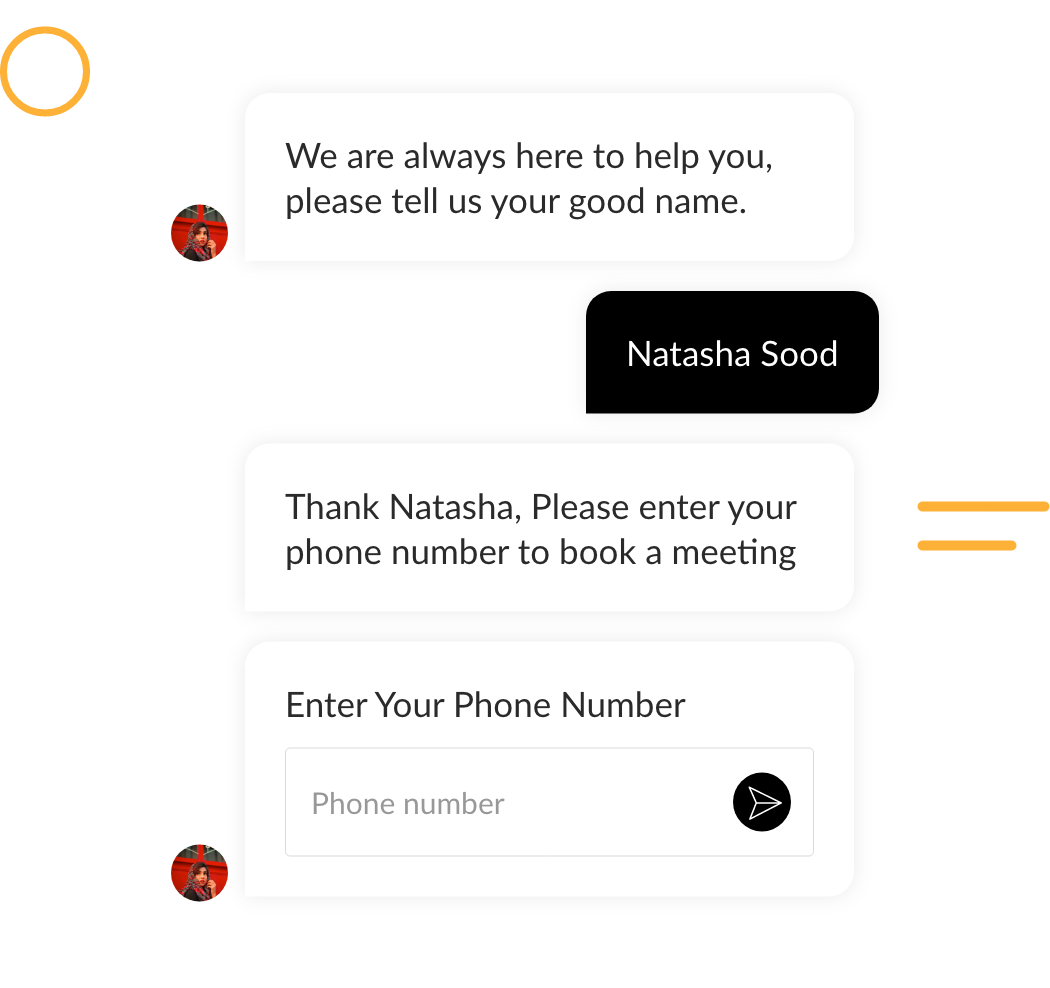 We are always here to help you,
please tell us your good name.
Natasha Sood
Thank Natasha, Please enter your
phone number to book a meeting
Enter Your Phone Number
Phone number